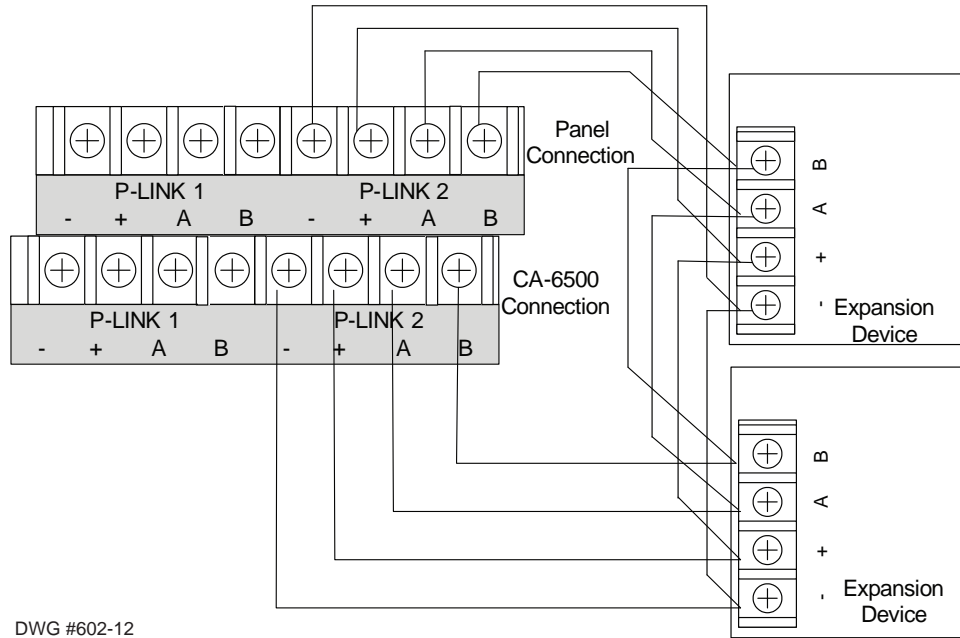 Panel
Connection
P-LINK 1 P-LINK 2
- + A B - + A B
CA-6500
Connection
P-LINK 1 P-LINK 2
- + A B - + A B
B
A
+
-
Expansion
Device
B
A
+
-
Expansion
Device
DWG #602-12